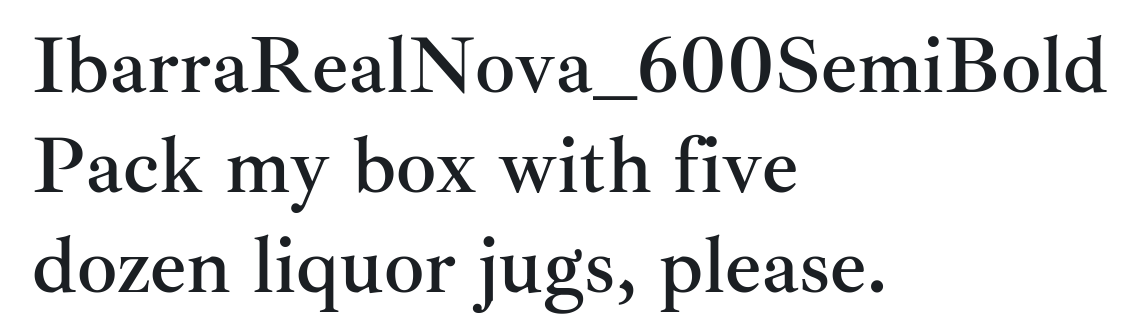 IbarraRealNova_600SemiBold
Pack my box with five
dozen liquor jugs, please.